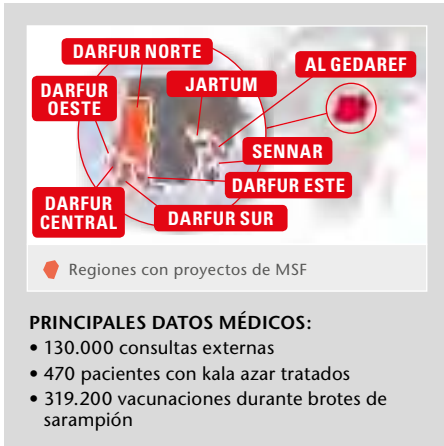 DARFUR NORTE
AL GEDAREF
DARFUR
OESTE
JARTUM
SENNAR
DARFUR ESTE
DARFUR
CENTRAL
DARFUR SUR
Regiones con proyectos de MSF
PRINCIPALES DATOS MÉDICOS:
• 130.000 consultas externas
• 470 pacientes con kala azar tratados
• 319.200 vacunaciones durante brotes de
sarampión